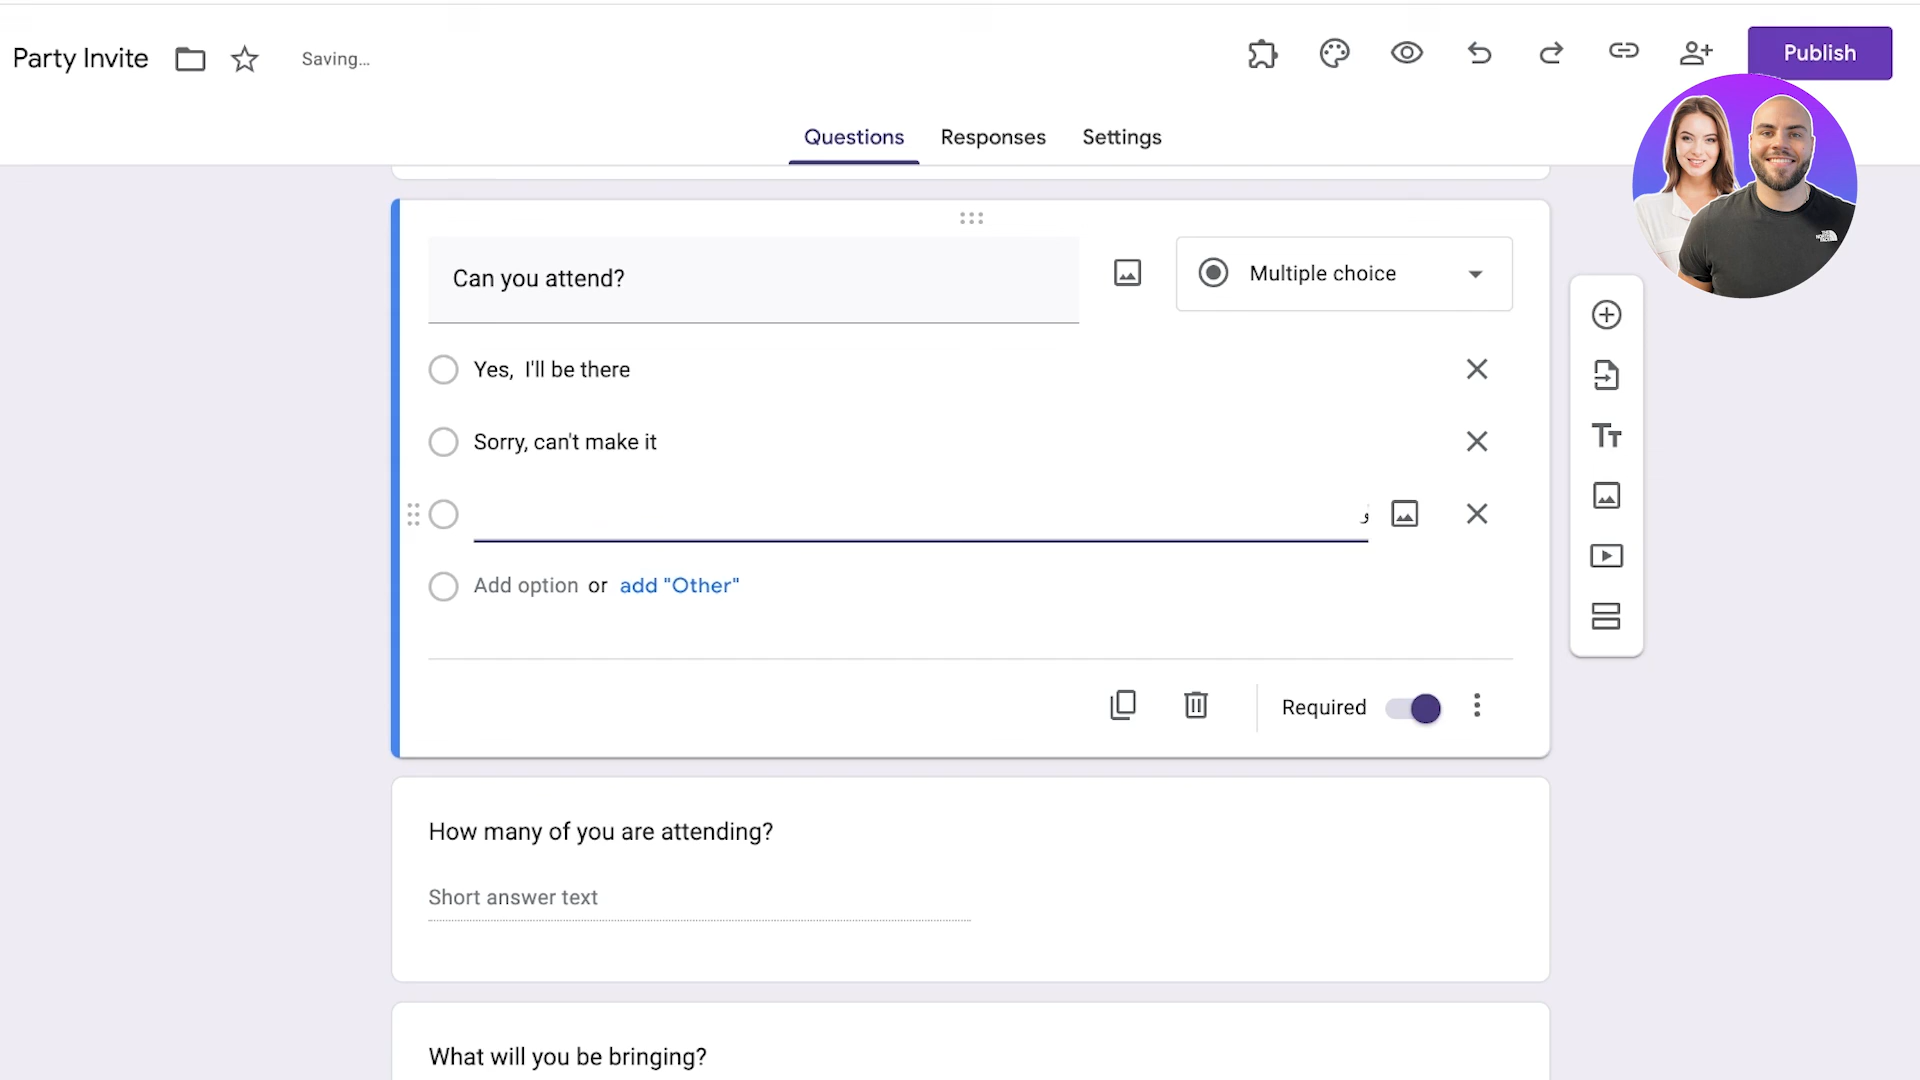 Party Invite
Saving...
Publish
Questions
Responses
Settings
Can you attend?
Multiple choice
Yes,  I'll be there
Sorry, can't make it
و
Add option or add "Other"
Required
How many of you are attending?
Short answer text
What will you be bringing?